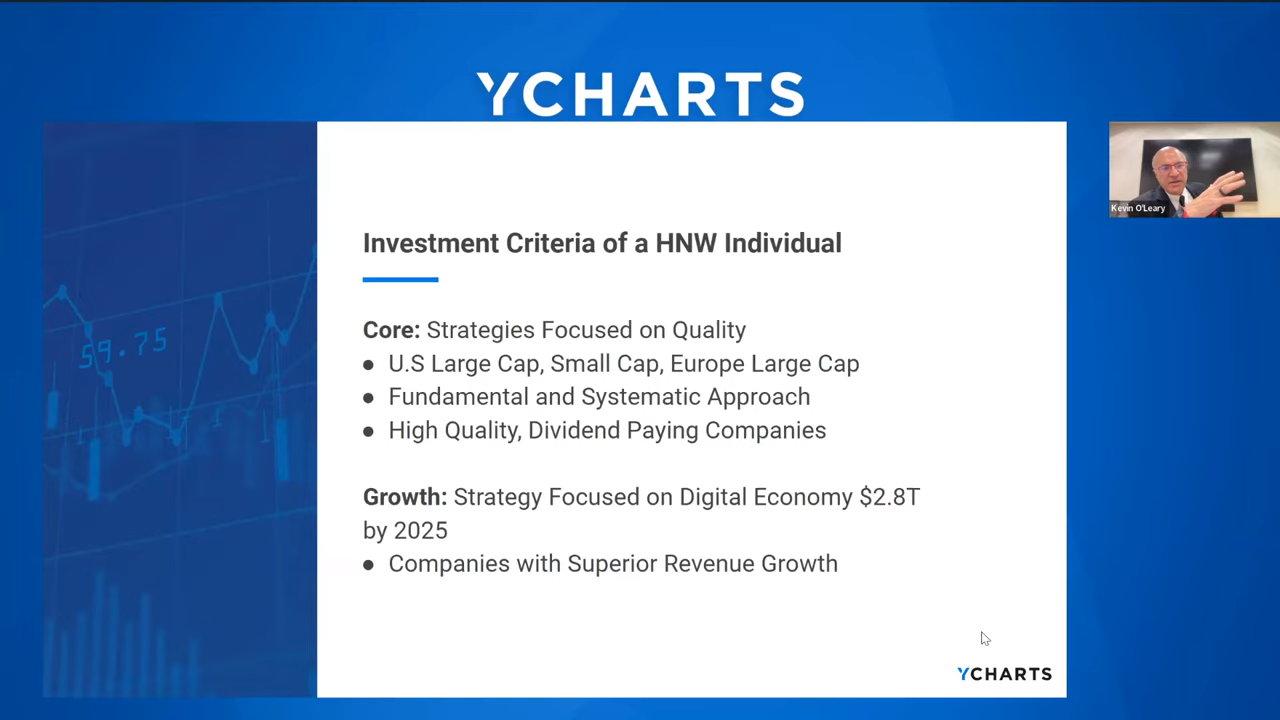 YCHARTS
Kevin O'Leary
Investment Criteria of a HNW Individual
59.75
Core: Strategies Focused on Quality
● U.S Large Cap, Small Cap, Europe Large Cap
● Fundamental and Systematic Approach
● High Quality, Dividend Paying Companies
Growth: Strategy Focused on Digital Economy $2.8T
by 2025
● Companies with Superior Revenue Growth
YCHARTS